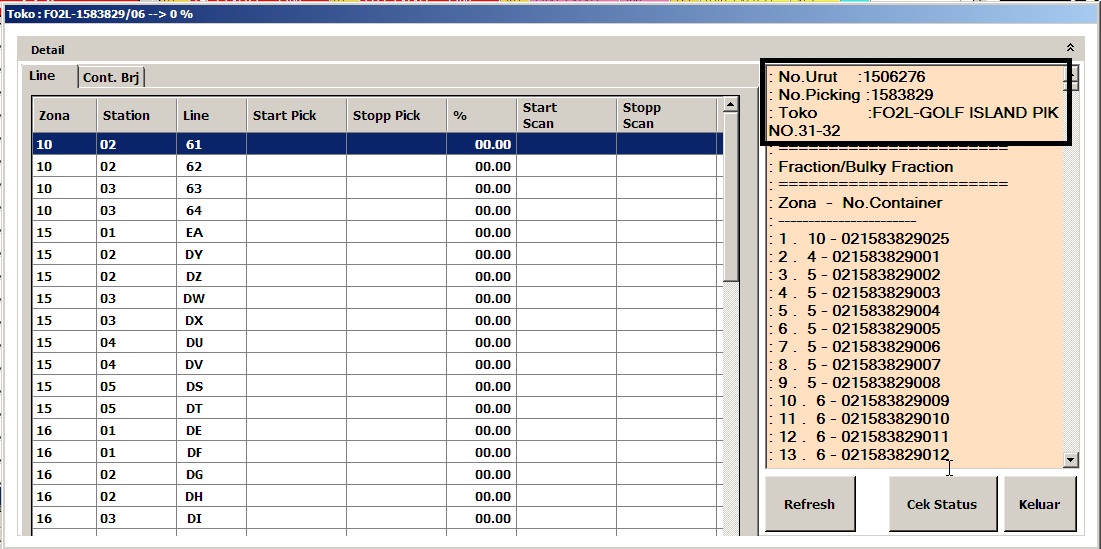 Toko : FO2L-1583829/06 --> 0 %
Detail
Line
Cont. Brj
Zona Station Line Start Pick Stopp Pick % Start Scan Stopp Scan
10 02 61 00.00
10 02 62 00.00
10 03 63 00.00
10 03 64 00.00
15 01 EA 00.00
15 02 DY 00.00
15 02 DZ 00.00
15 03 DW 00.00
15 03 DX 00.00
15 04 DU 00.00
15 04 DV 00.00
15 05 DS 00.00
15 05 DT 00.00
16 01 DE 00.00
16 01 DF 00.00
16 02 DG 00.00
16 02 DH 00.00
16 03 DI 00.00
: No.Urut :1506276
: No.Picking :1583829
: Toko :FO2L-GOLF ISLAND PIK
NO.31-32
: =======================
: Fraction/Bulky Fraction
: =======================
: Zona - No.Container
: -----------------------
: 1 . 10 - 021583829025
: 2 . 4 - 021583829001
: 3 . 5 - 021583829002
: 4 . 5 - 021583829003
: 5 . 5 - 021583829004
: 6 . 5 - 021583829005
: 7 . 5 - 021583829006
: 8 . 5 - 021583829007
: 9 . 5 - 021583829008
: 10 . 6 - 021583829009
: 11 . 6 - 021583829010
: 12 . 6 - 021583829011
: 13 . 6 - 021583829012
Refresh
Cek Status
Keluar